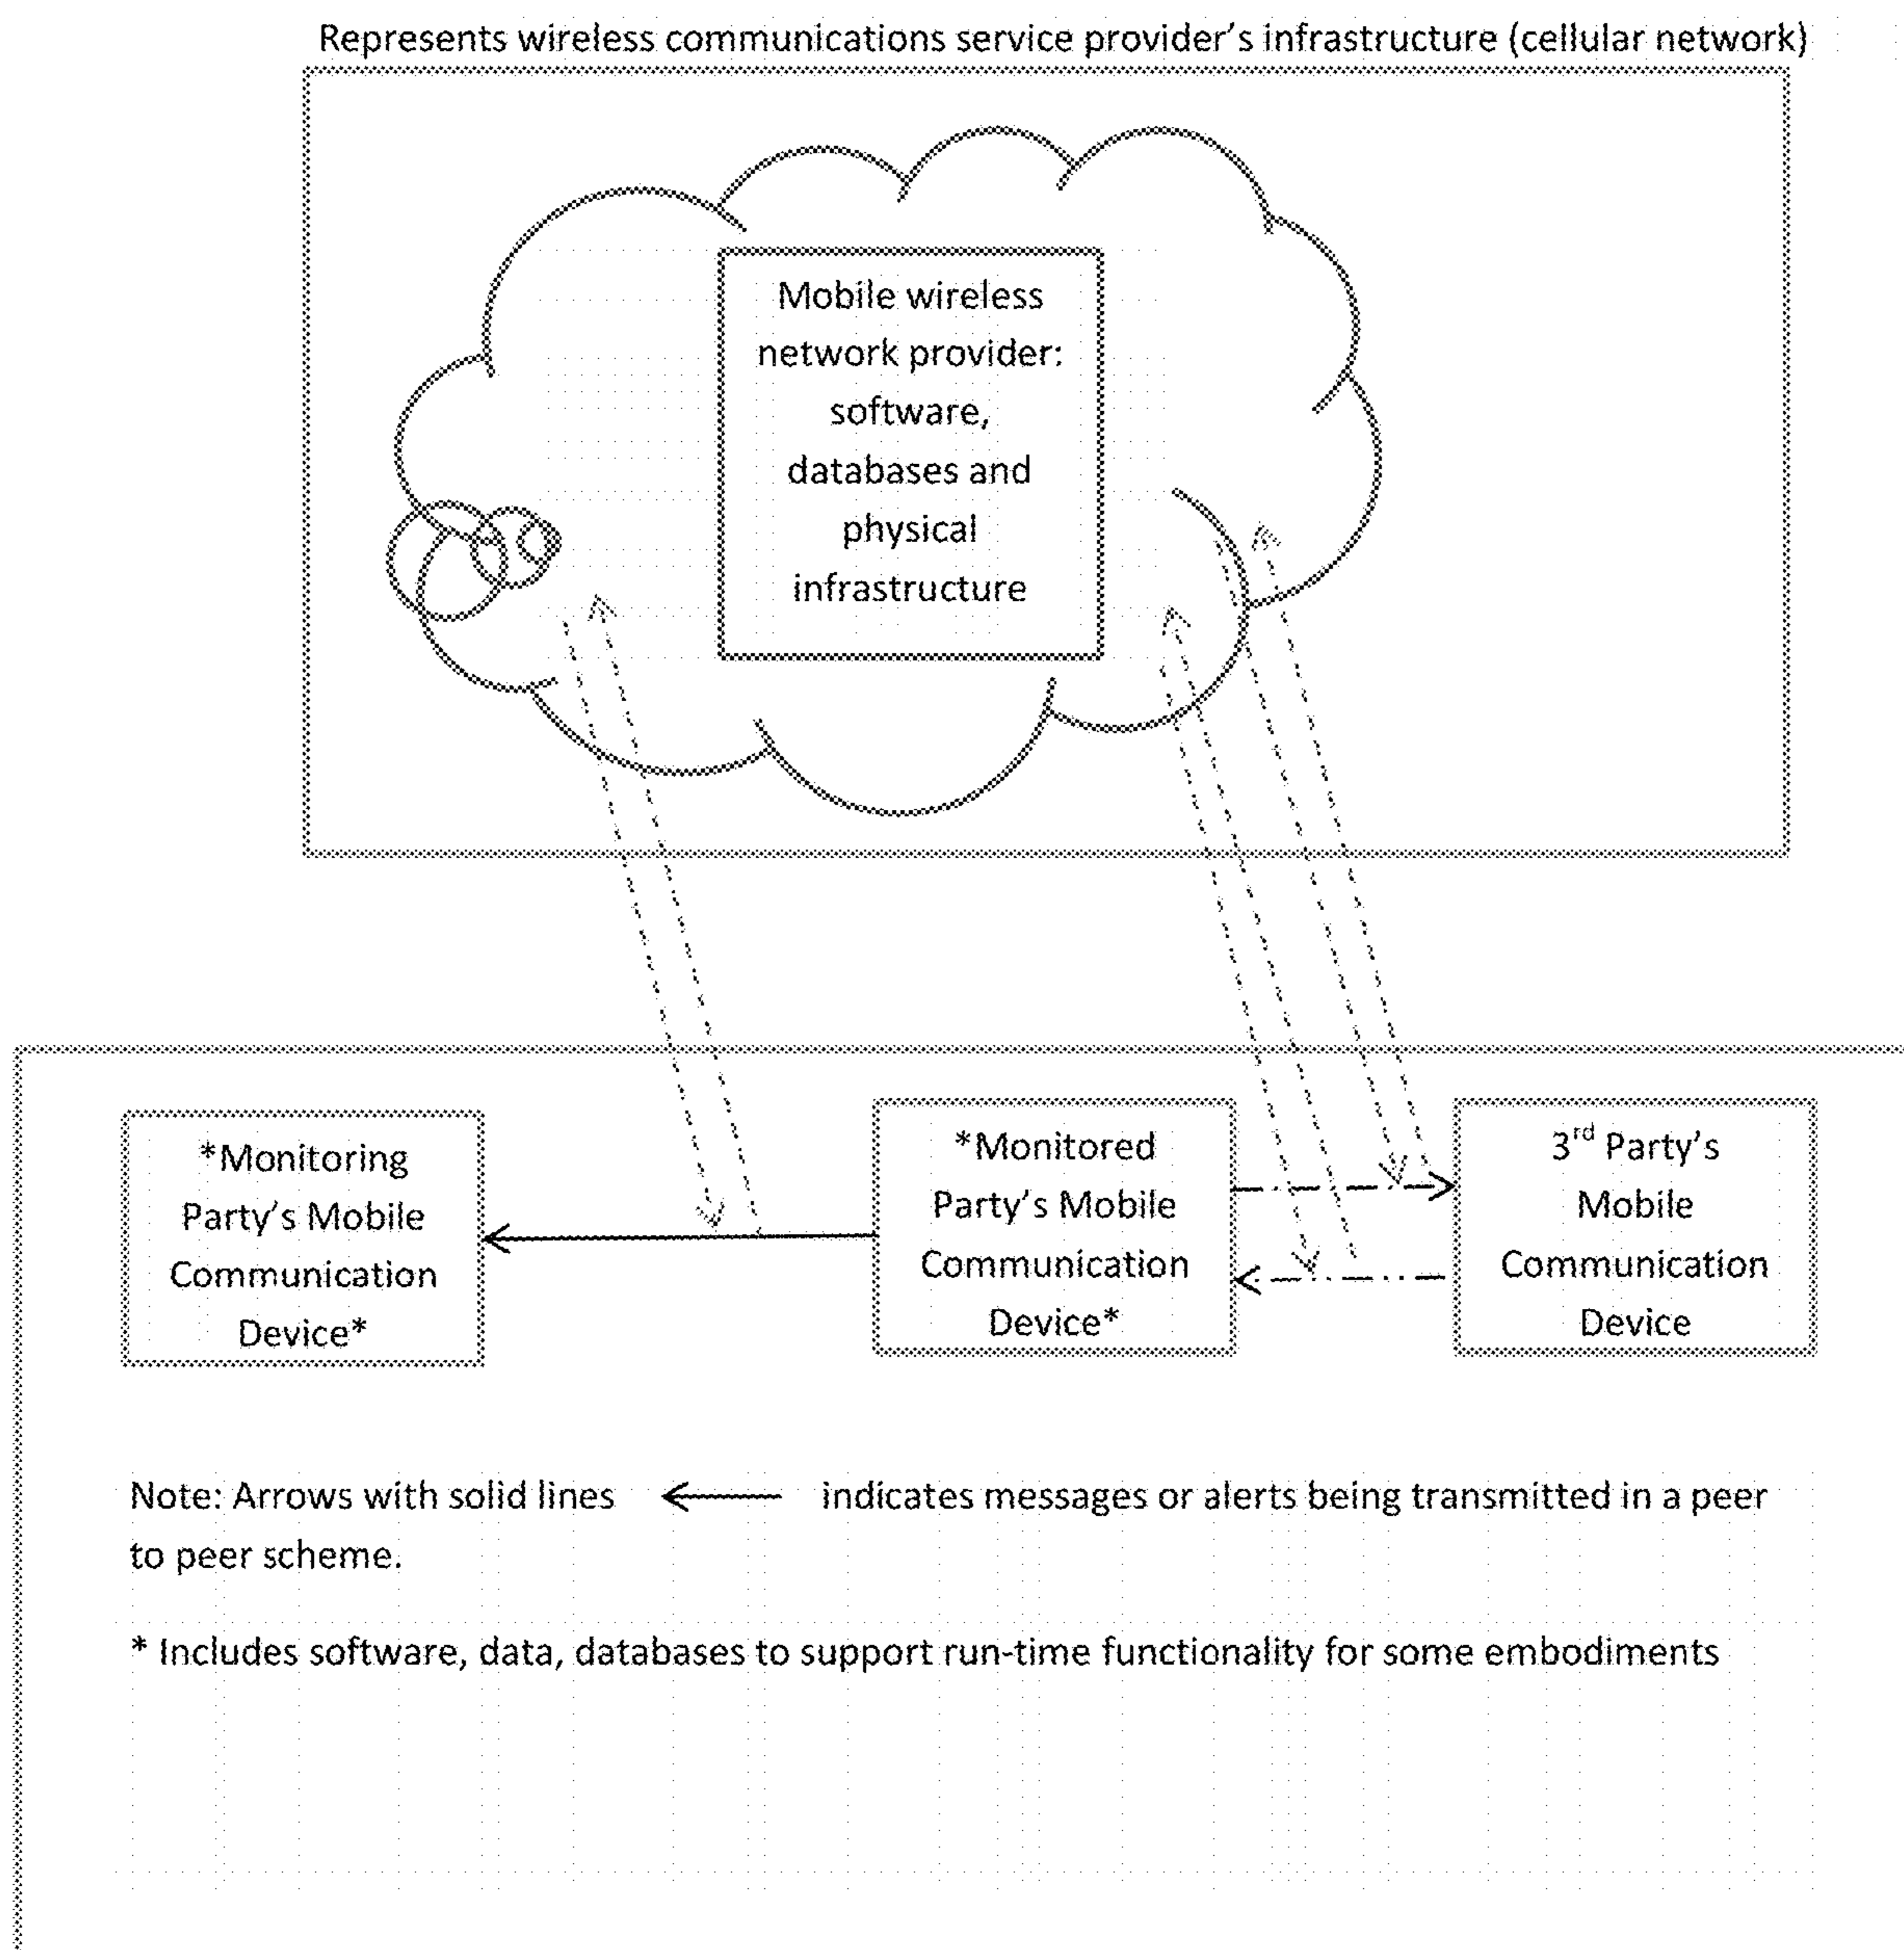 Represents wireless communications service provider's infrastructure (cellular network)
Mobile wireless
network provider:
software,
databases and
physical
infrastructure
*Monitoring
Party's Mobile
Communication
Device*
*Monitored
Party's Mobile
Communication
Device*
3rd Party's
Mobile
Communication
Device
Note: Arrows with solid lines indicates messages or alerts being transmitted in a peer
to peer scheme.
* Includes software, data, databases to support run-time functionality for some embodiments